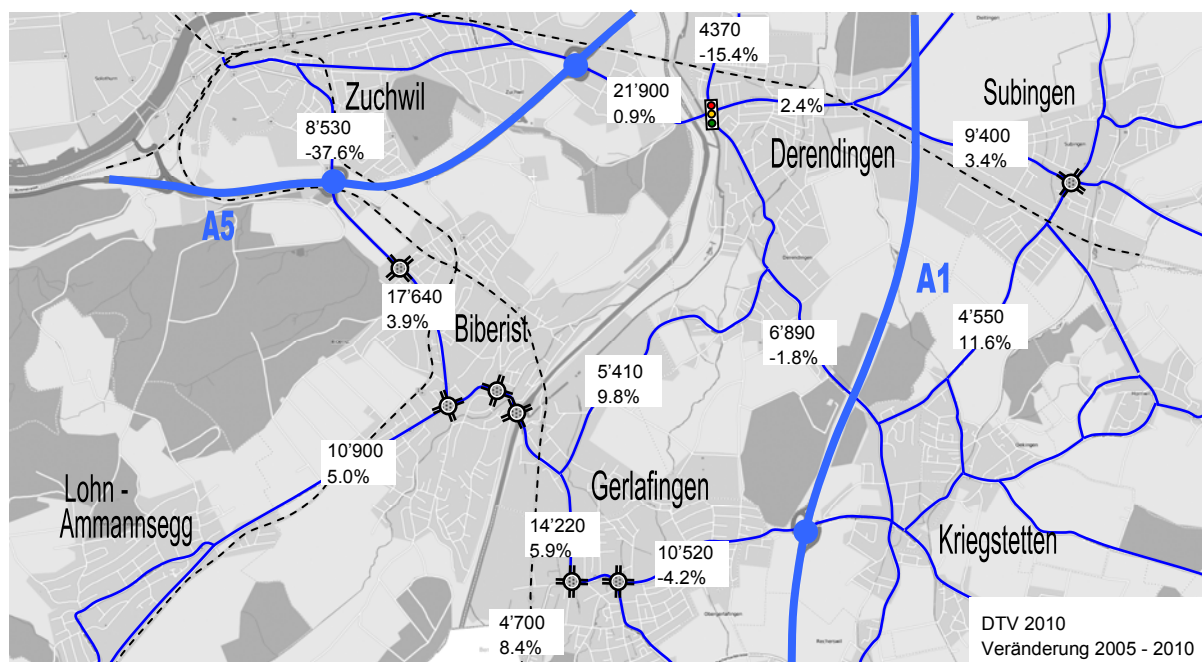 4370
-15.4%
Zuchwil
21’900
0.9%
2.4%
Subingen
8’530
-37.6%
Derendingen
9’400
3.4%
A5
A1
17’640
3.9%
Biberist
6’890
-1.8%
4’550
11.6%
5’410
9.8%
10’900
5.0%
Lohn -
Ammannsegg
Gerlafingen
14’220
5.9%
10’520
-4.2%
Kriegstetten
4’700
8.4%
DTV 2010
Veränderung 2005 - 2010